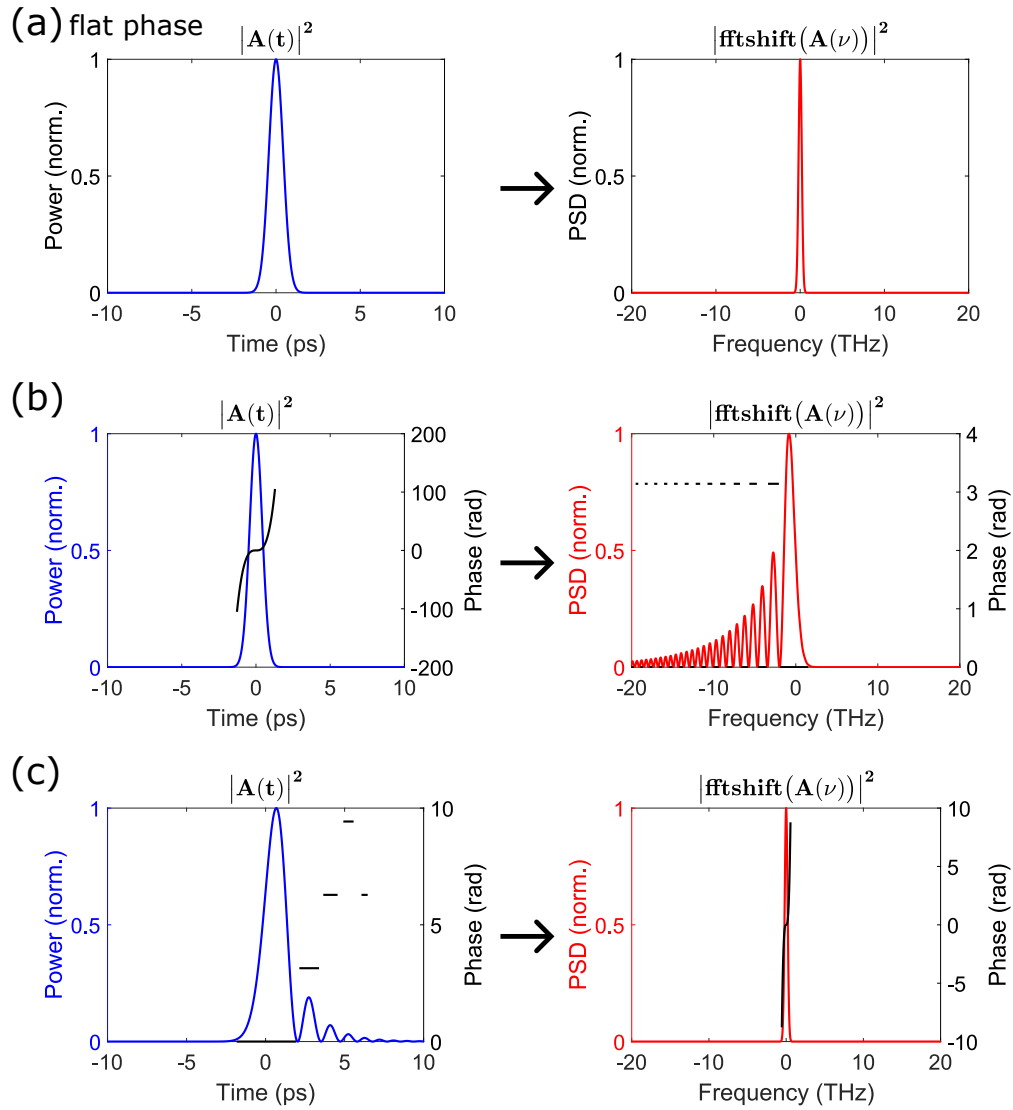 (a) flat phase
|A(t)|²
|fftshift(A(ν))|²
Power (norm.)
1
0.5
0
-10 -5 0 5 10
Time (ps)
PSD (norm.)
1
0.5
0
-20 -10 0 10 20
Frequency (THz)
(b)
|A(t)|²
|fftshift(A(ν))|²
Power (norm.)
1
0.5
0
200
100
0
-100
-200
Phase (rad)
-10 -5 0 5 10
Time (ps)
PSD (norm.)
1
0.5
0
4
3
2
1
0
Phase (rad)
-20 -10 0 10 20
Frequency (THz)
(c)
|A(t)|²
|fftshift(A(ν))|²
Power (norm.)
1
0.5
0
10
5
0
Phase (rad)
-10 -5 0 5 10
Time (ps)
PSD (norm.)
1
0.5
0
10
5
0
-5
-10
Phase (rad)
-20 -10 0 10 20
Frequency (THz)